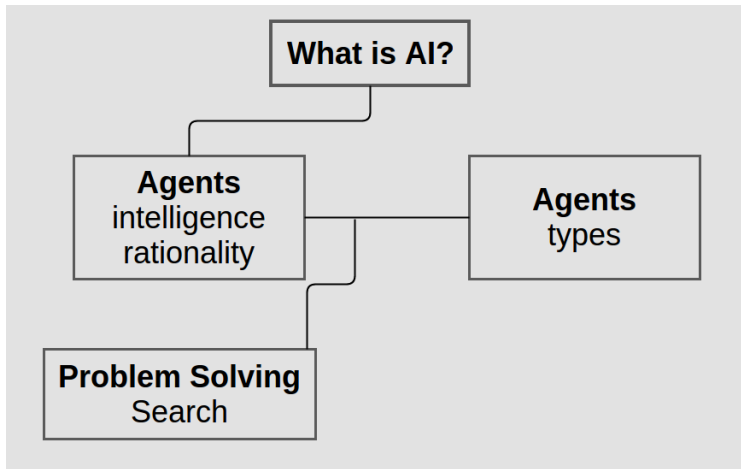 What is AI?
Agents
intelligence
rationality
Agents
types
Problem Solving
Search